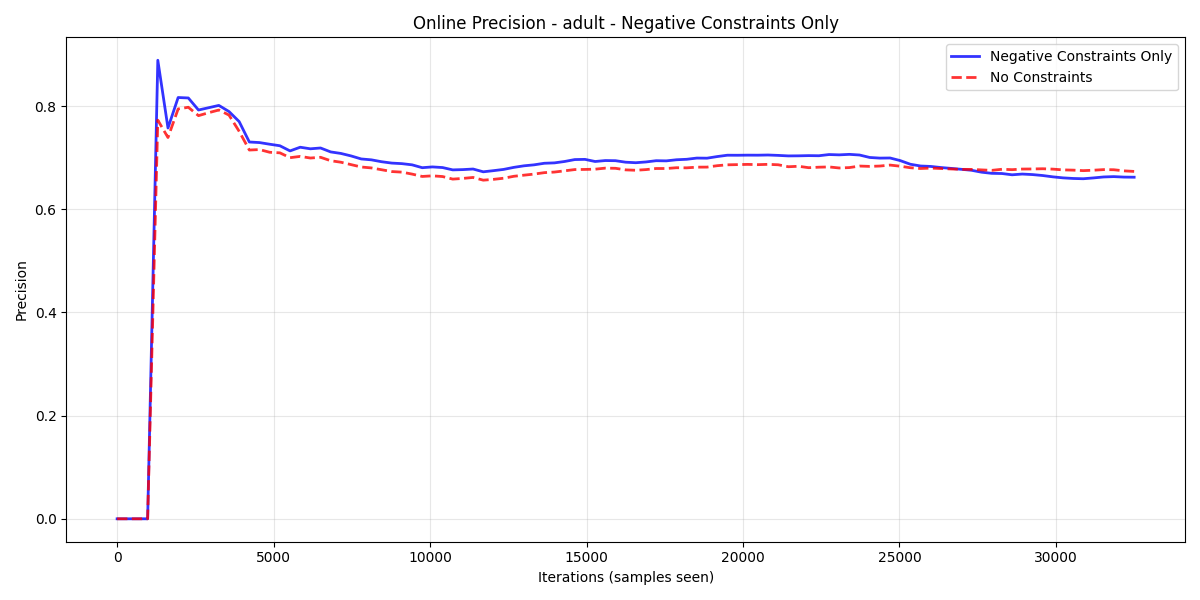 Online Precision - adult - Negative Constraints Only
Negative Constraints Only
No Constraints
Precision
0.8
0.6
0.4
0.2
0.0
0 5000 10000 15000 20000 25000 30000
Iterations (samples seen)